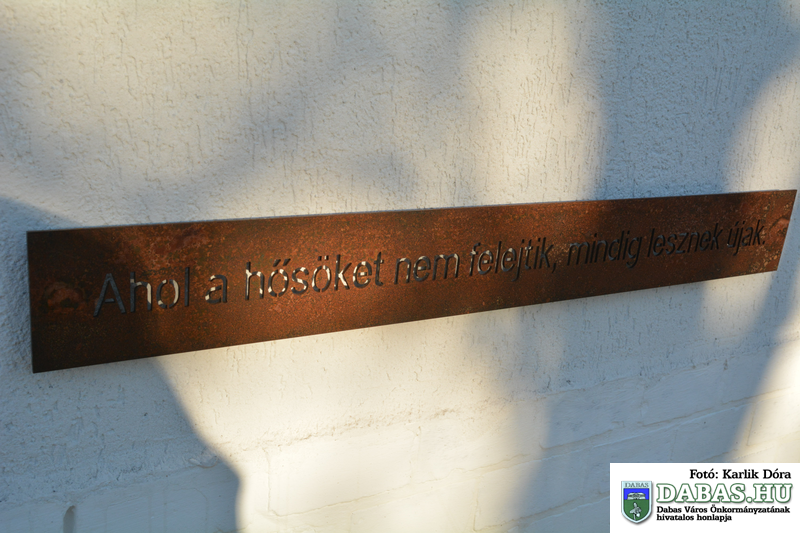 Ahol a hősöket nem felejtik, mindig lesznek újak.
Fotó: Karlik Dóra
DABAS
DABAS.HU
Dabas Város Önkormányzatának
hivatalos honlapja